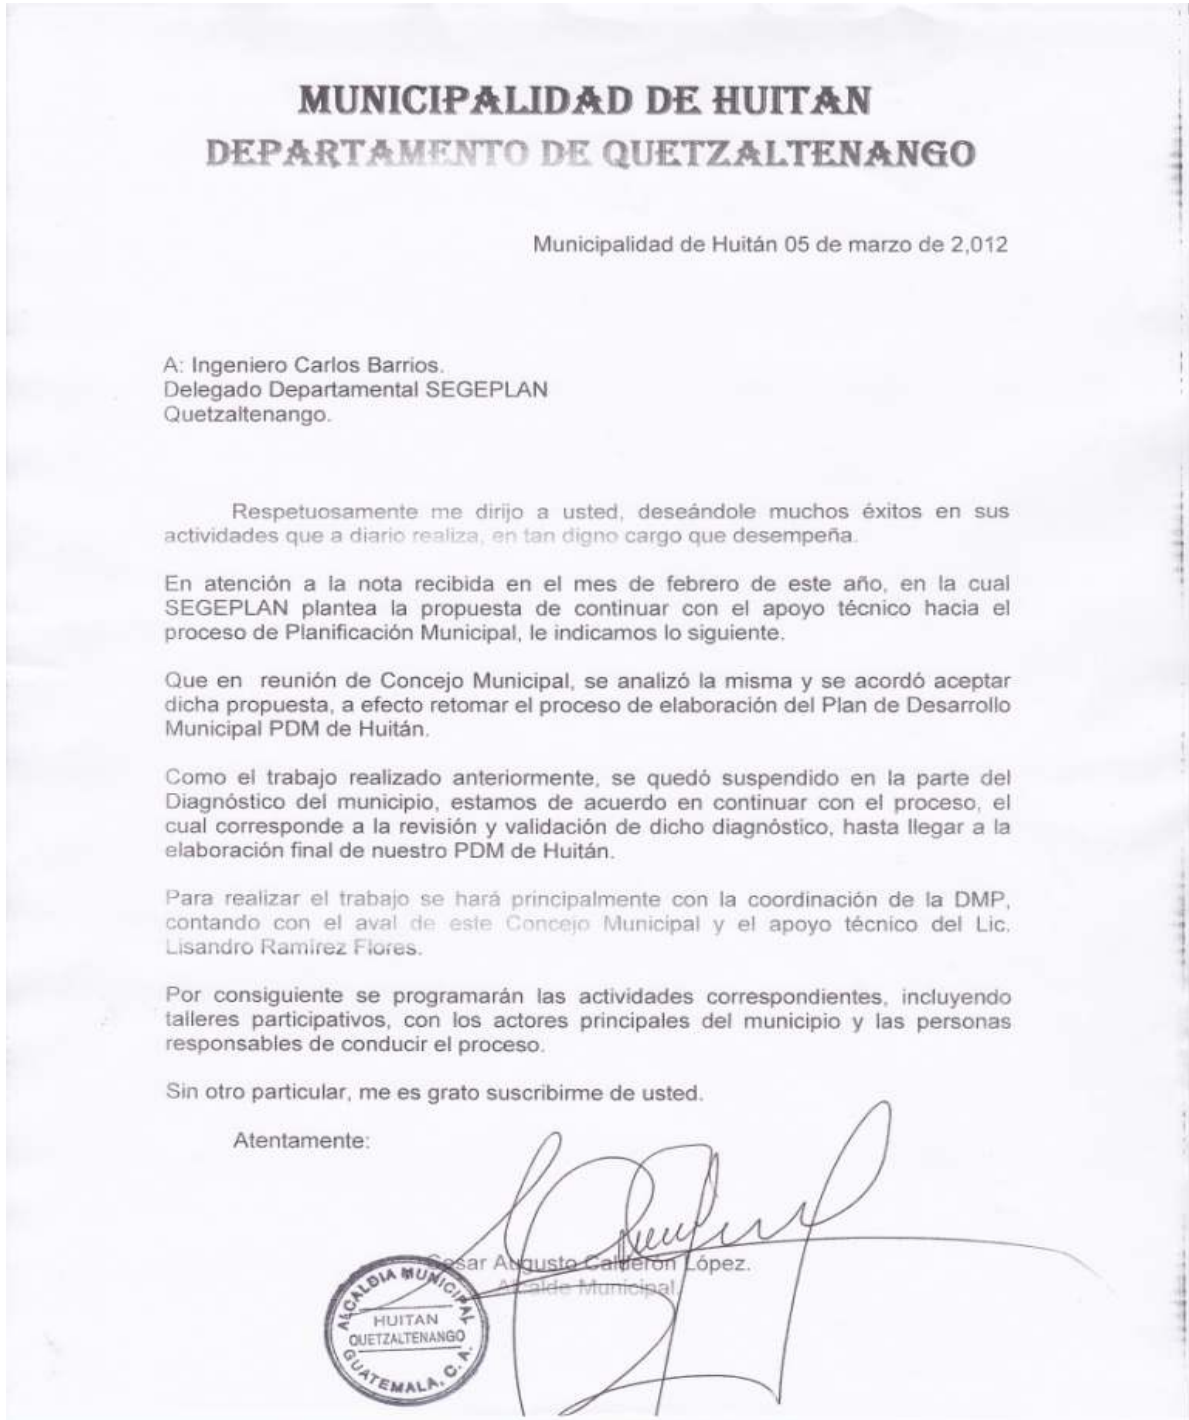 MUNICIPALIDAD DE HUITAN
DEPARTAMENTO DE QUETZALTENANGO
Municipalidad de Huitán 05 de marzo de 2,012
A: Ingeniero Carlos Barrios.
Delegado Departamental SEGEPLAN
Quetzaltenango.
Respetuosamente me dirijo a usted, deseándole muchos éxitos en sus
actividades que a diario realiza, en tan digno cargo que desempeña.
En atención a la nota recibida en el mes de febrero de este año, en la cual
SEGEPLAN plantea la propuesta de continuar con el apoyo técnico hacia el
proceso de Planificación Municipal, le indicamos lo siguiente.
Que en reunión de Concejo Municipal, se analizó la misma y se acordó aceptar
dicha propuesta, a efecto retomar el proceso de elaboración del Plan de Desarrollo
Municipal PDM de Huitán.
Como el trabajo realizado anteriormente, se quedó suspendido en la parte del
Diagnóstico del municipio, estamos de acuerdo en continuar con el proceso, el
cual corresponde a la revisión y validación de dicho diagnóstico, hasta llegar a la
elaboración final de nuestro PDM de Huitán.
Para realizar el trabajo se hará principalmente con la coordinación de la DMP,
contando con el aval de este Concejo Municipal y el apoyo técnico del Lic.
Lisandro Ramírez Flores.
Por consiguiente se programarán las actividades correspondientes, incluyendo
talleres participativos, con los actores principales del municipio y las personas
responsables de conducir el proceso.
Sin otro particular, me es grato suscribirme de usted.
Atentamente:
Cesar Augusto Calderón López.
Alcalde Municipal.
ALCALDIA MUNICIPAL
HUITAN
QUETZALTENANGO
GUATEMALA, C. A.